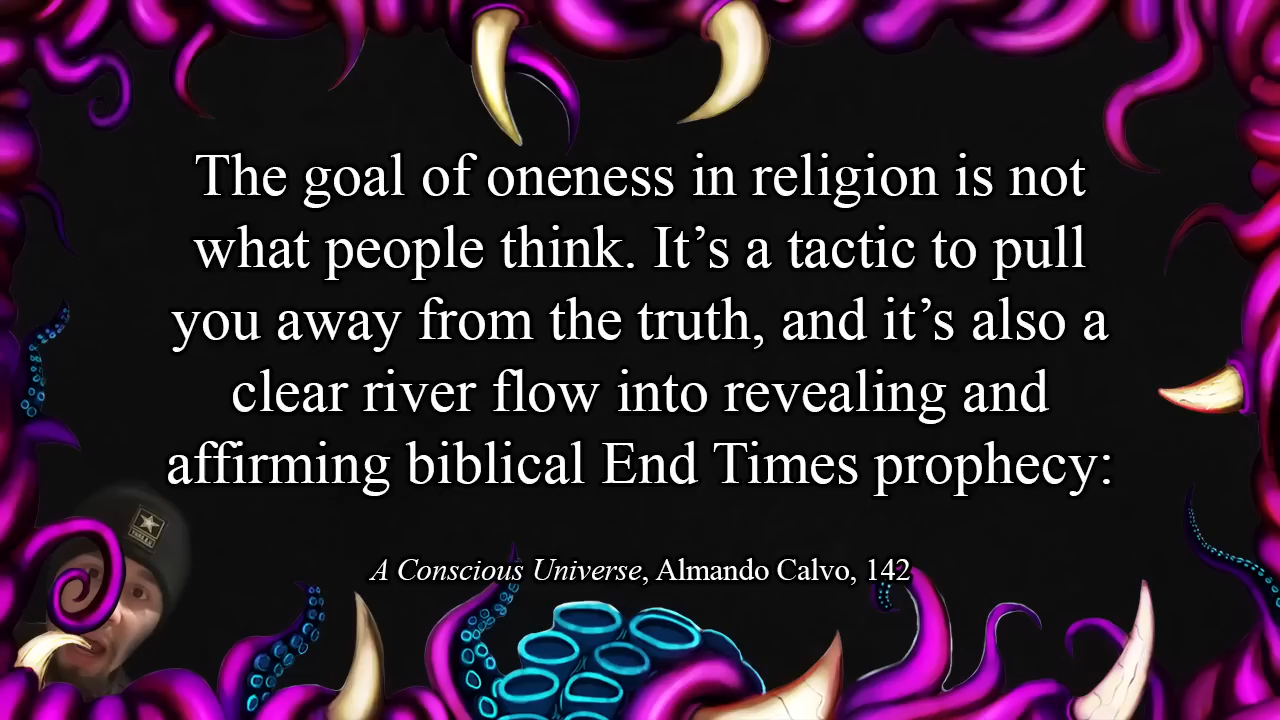 The goal of oneness in religion is not
what people think. It’s a tactic to pull
you away from the truth, and it’s also a
clear river flow into revealing and
affirming biblical End Times prophecy:
A Conscious Universe, Almando Calvo, 142